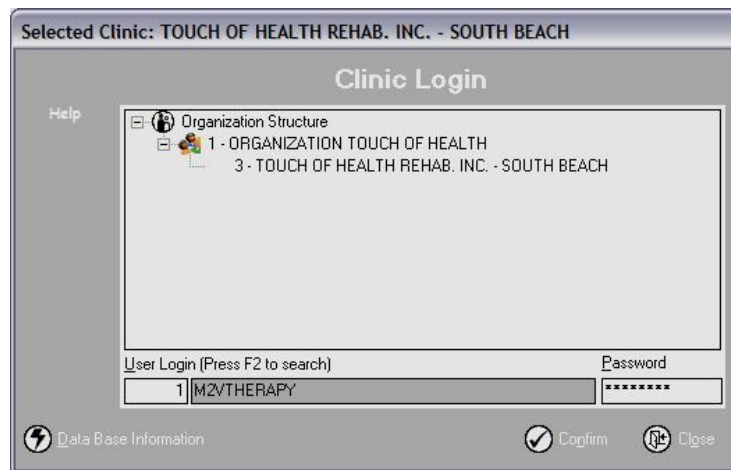 Selected Clinic: TOUCH OF HEALTH REHAB. INC. - SOUTH BEACH
Clinic Login
Help
Organization Structure
1 - ORGANIZATION TOUCH OF HEALTH
3 - TOUCH OF HEALTH REHAB. INC. - SOUTH BEACH
User Login (Press F2 to search) Password
1 M2VTHERAPY ********
Data Base Information Confirm Close